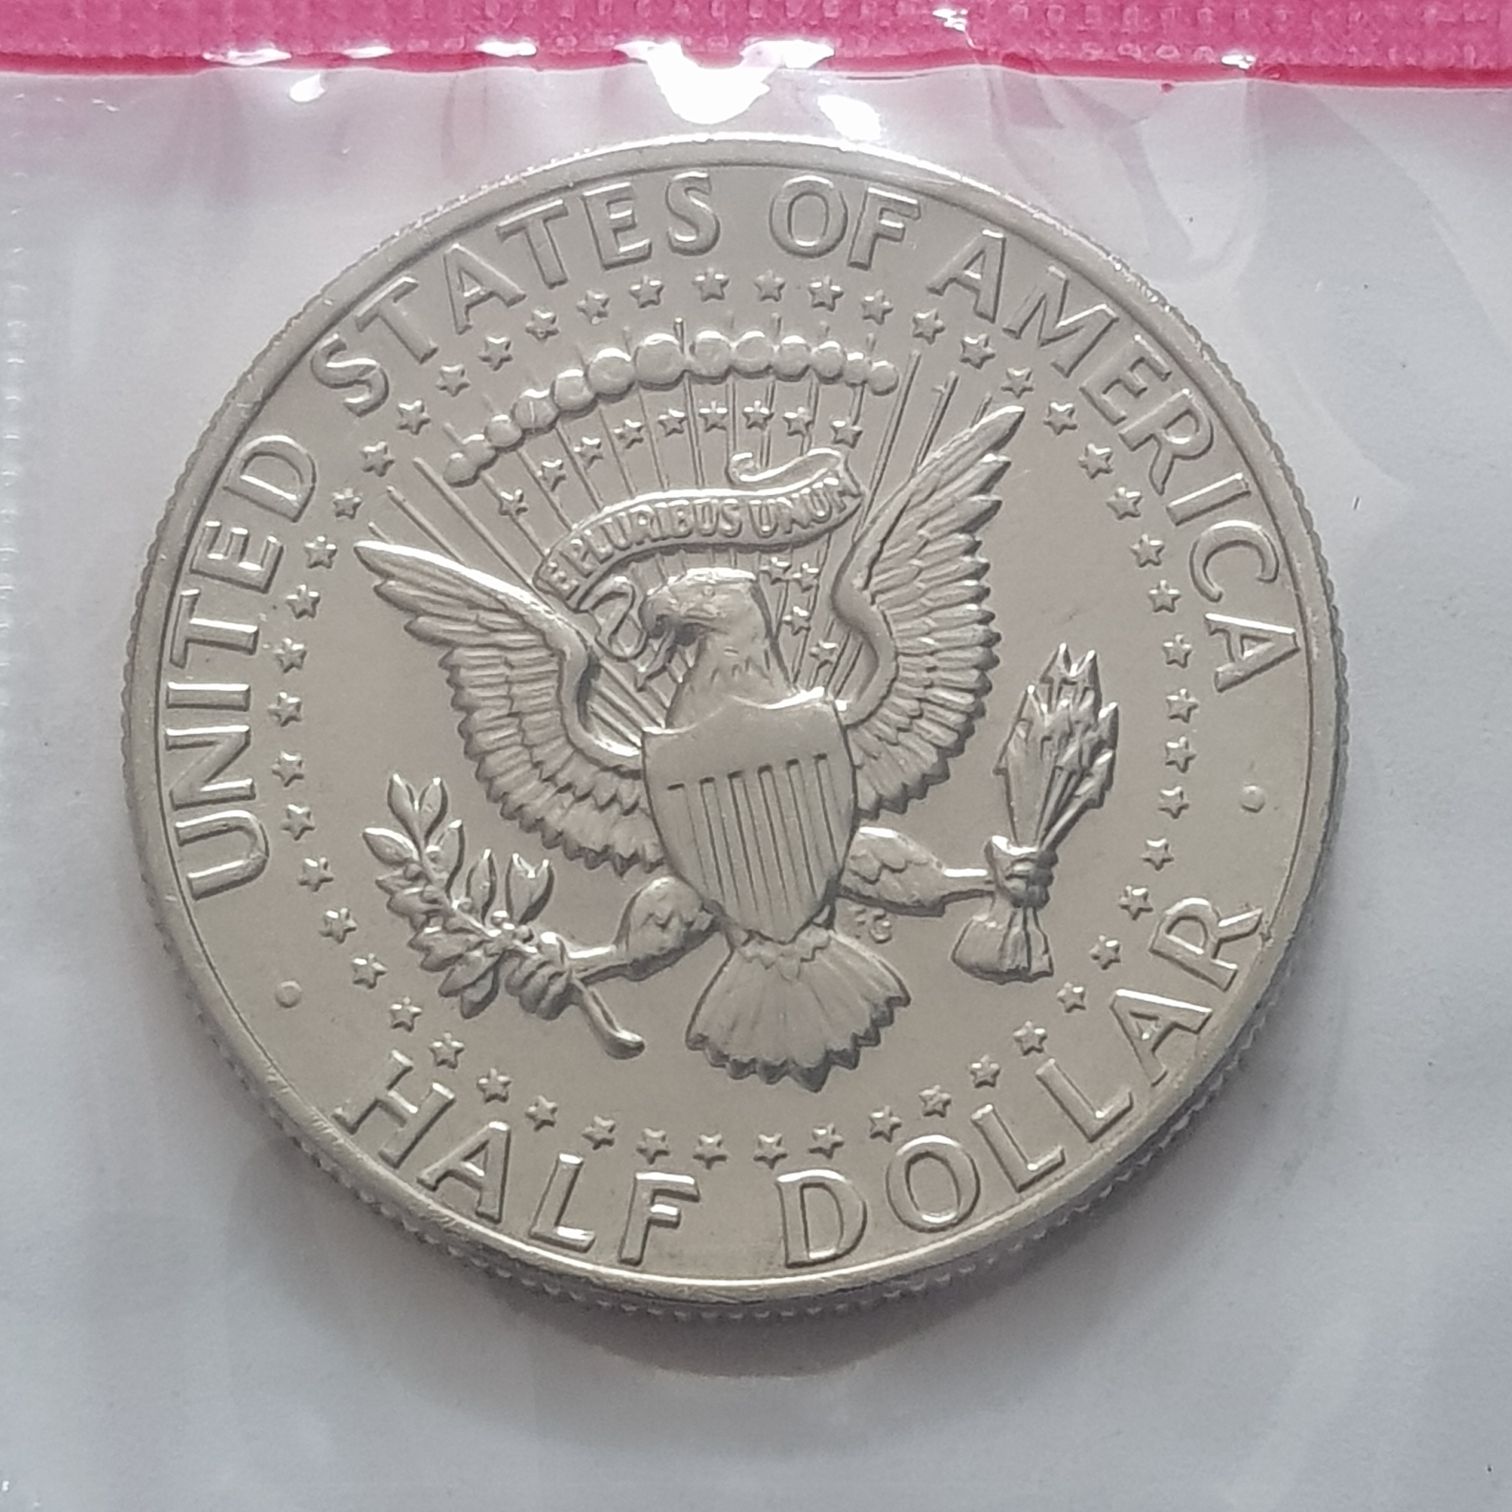 UNITED STATES OF AMERICA
E PLURIBUS UNUM
FG
HALF DOLLAR